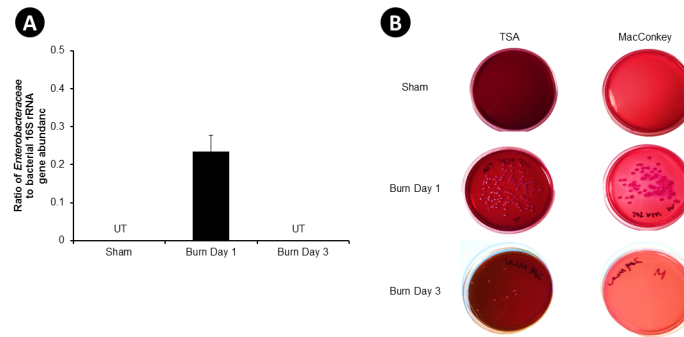 A
Ratio of Enterobacteraceae
to bacterial 16S rRNA
gene abundanc
0.5
0.4
0.3
0.2
0.1
0
UT
UT
Sham
Burn Day 1
Burn Day 3
B
TSA
MacConkey
Sham
Burn Day 1
Burn Day 3